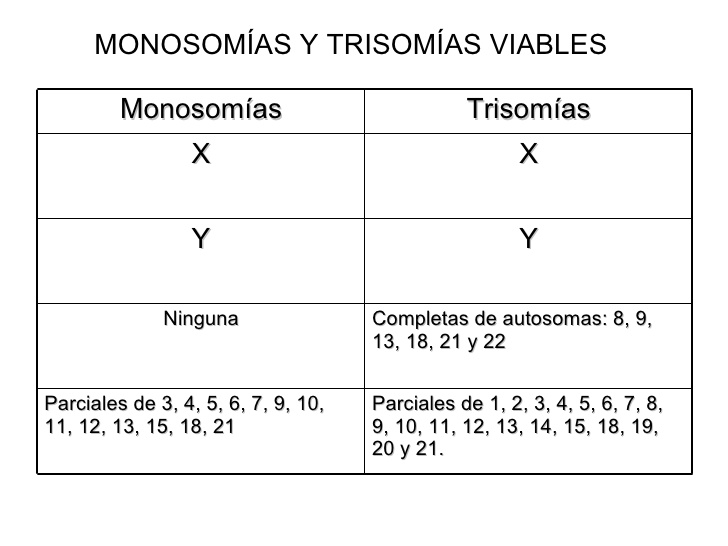 MONOSOMÍAS Y TRISOMÍAS VIABLES
Monosomías
Trisomías
X
X
Y
Y
Ninguna
Completas de autosomas: 8, 9,
13, 18, 21 y 22
Parciales de 3, 4, 5, 6, 7, 9, 10,
11, 12, 13, 15, 18, 21
Parciales de 1, 2, 3, 4, 5, 6, 7, 8,
9, 10, 11, 12, 13, 14, 15, 18, 19,
20 y 21.